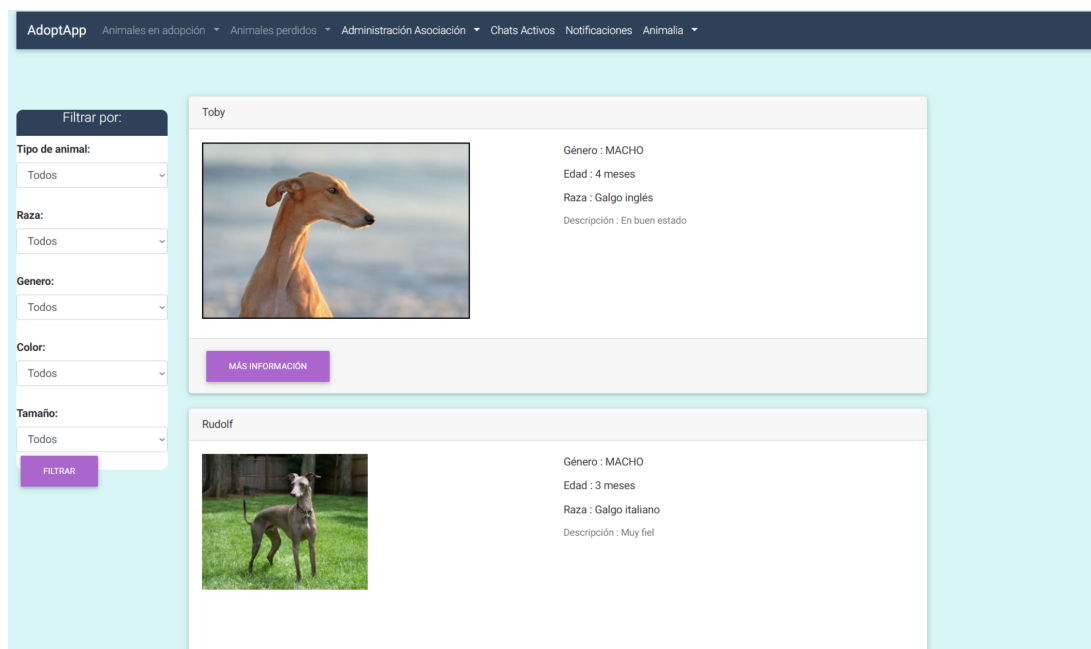 AdoptApp Animales en adopción Animales perdidos Administración Asociación Chats Activos Notificaciones Animalia
Filtrar por:
Tipo de animal:
Todos
Raza:
Todos
Genero:
Todos
Color:
Todos
Tamaño:
Todos
FILTRAR
Toby
Género : MACHO
Edad : 4 meses
Raza : Galgo inglés
Descripción : En buen estado
MÁS INFORMACIÓN
Rudolf
Género : MACHO
Edad : 3 meses
Raza : Galgo italiano
Descripción : Muy fiel